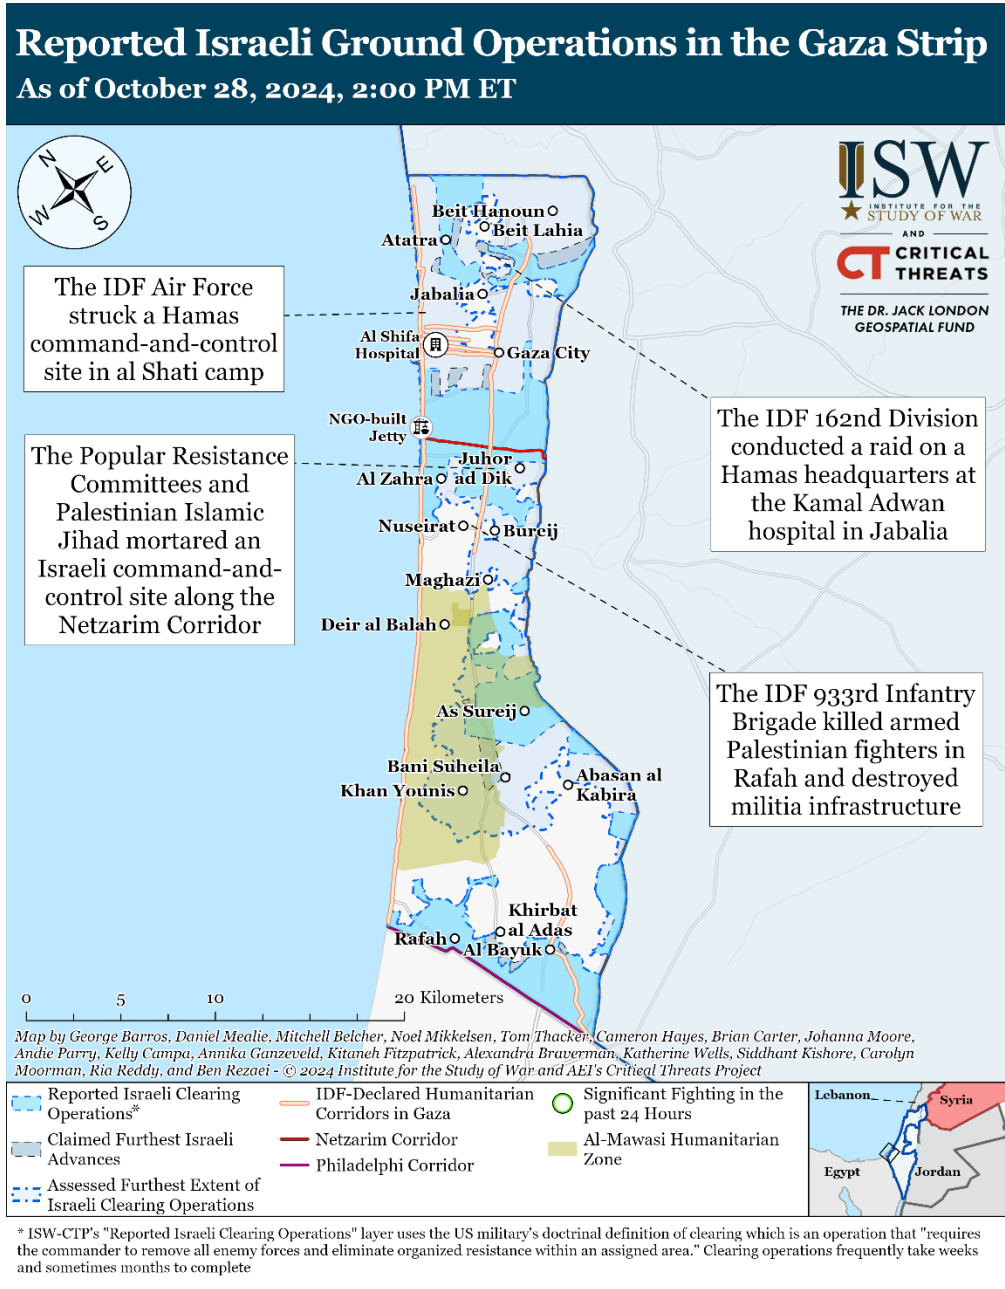 Reported Israeli Ground Operations in the Gaza Strip
As of October 28, 2024, 2:00 PM ET
N
E
W
S
ISW
INSTITUTE FOR THE
STUDY OF WAR
AND
CT CRITICAL
THREATS
THE DR. JACK LONDON
GEOSPATIAL FUND
Beit Hanoun
Beit Lahia
Atatra
The IDF Air Force
struck a Hamas
command-and-control
site in al Shati camp
Jabalia
Al Shifa
Hospital
Gaza City
NGO-built
Jetty
The IDF 162nd Division
conducted a raid on a
Hamas headquarters at
the Kamal Adwan
hospital in Jabalia
The Popular Resistance
Committees and
Palestinian Islamic
Jihad mortared an
Israeli command-and-
control site along the
Netzarim Corridor
Juhor
ad Dik
Al Zahra
Nuseirat
Bureij
Maghazi
Deir al Balah
The IDF 933rd Infantry
Brigade killed armed
Palestinian fighters in
Rafah and destroyed
militia infrastructure
As Sureij
Bani Suheila
Abasan al
Kabira
Khan Younis
Khirbat
al Adas
Rafah
Al Bayuk
0
5
10
20 Kilometers
Map by George Barros, Daniel Mealie, Mitchell Belcher, Noel Mikkelsen, Tom Thacker, Cameron Hayes, Brian Carter, Johanna Moore,
Andie Parry, Kelly Campa, Annika Ganzeveld, Kitaneh Fitzpatrick, Alexandra Braverman, Katherine Wells, Siddhant Kishore, Carolyn
Moorman, Ria Reddy, and Ben Rezaei - © 2024 Institute for the Study of War and AEI's Critical Threats Project
Reported Israeli Clearing
Operations*
Claimed Furthest Israeli
Advances
Assessed Furthest Extent of
Israeli Clearing Operations
IDF-Declared Humanitarian
Corridors in Gaza
Netzarim Corridor
Philadelphi Corridor
Significant Fighting in the
past 24 Hours
Al-Mawasi Humanitarian
Zone
Lebanon
Syria
Egypt
Jordan
* ISW-CTP's "Reported Israeli Clearing Operations" layer uses the US military's doctrinal definition of clearing which is an operation that "requires
the commander to remove all enemy forces and eliminate organized resistance within an assigned area." Clearing operations frequently take weeks
and sometimes months to complete